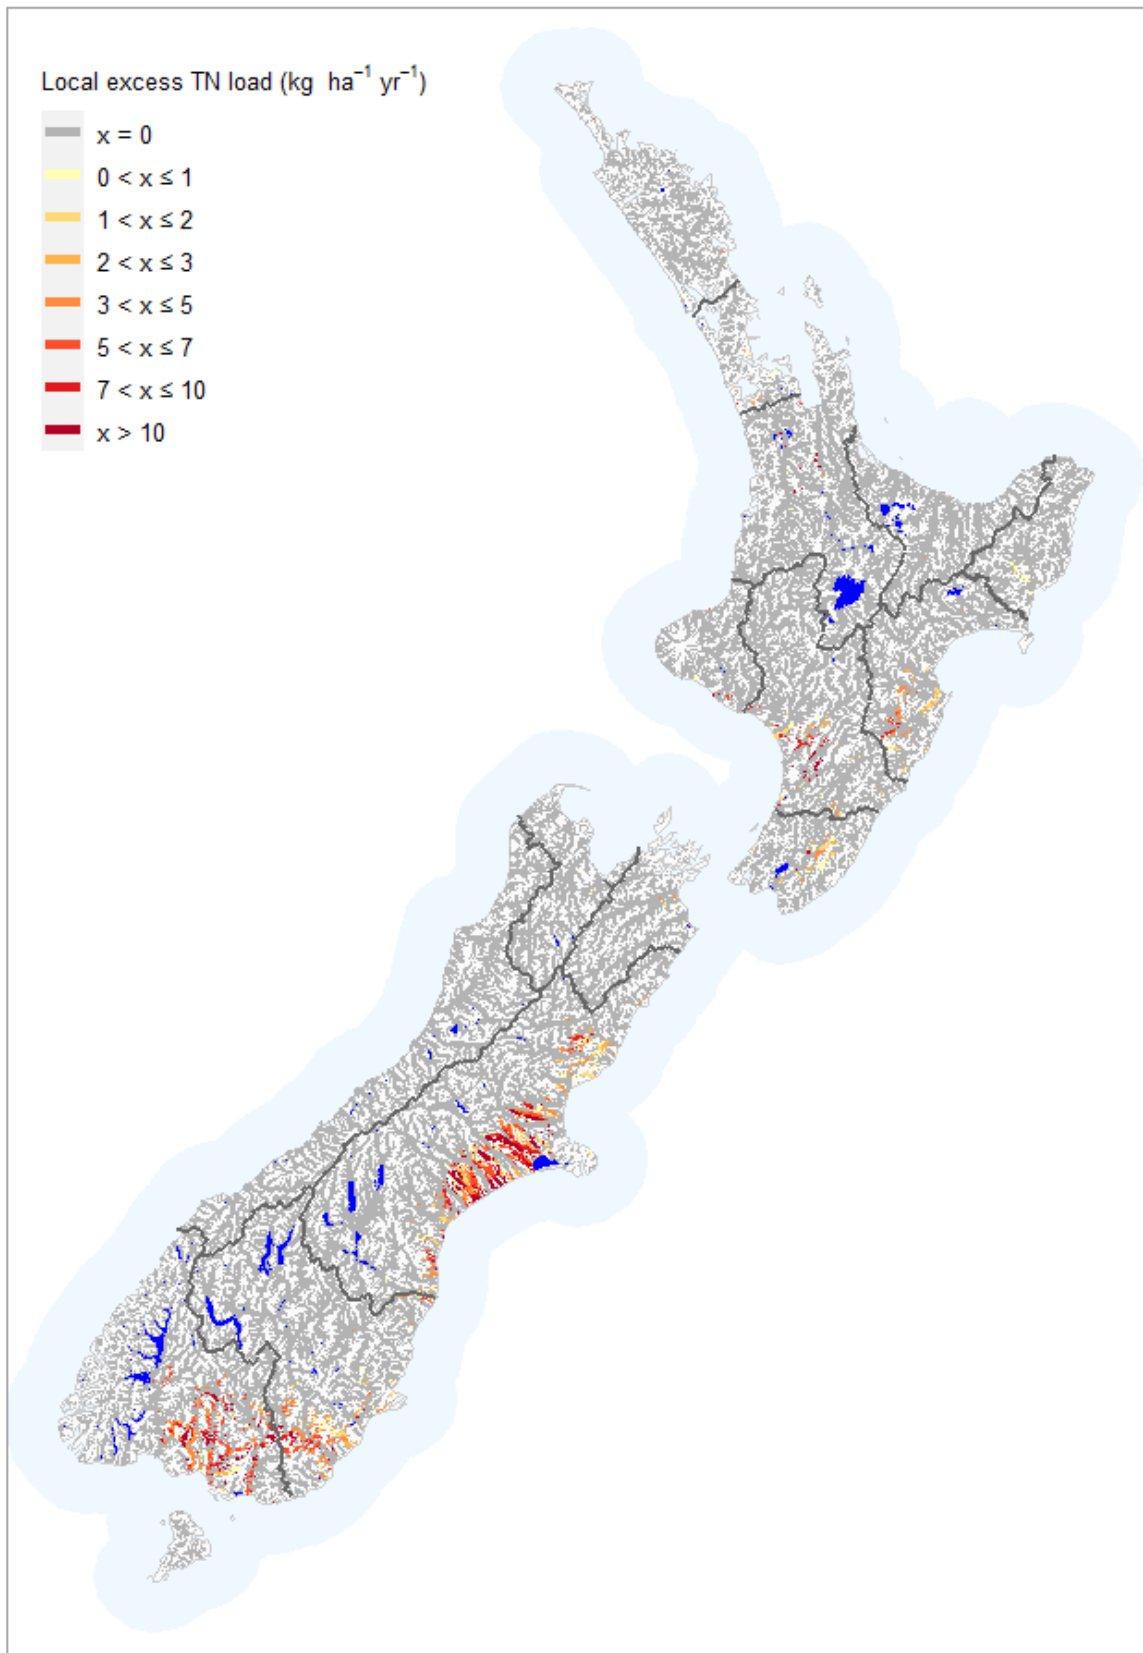 Local excess TN load (kg ha⁻¹ yr⁻¹)
x = 0
0 < x ≤ 1
1 < x ≤ 2
2 < x ≤ 3
3 < x ≤ 5
5 < x ≤ 7
7 < x ≤ 10
x > 10